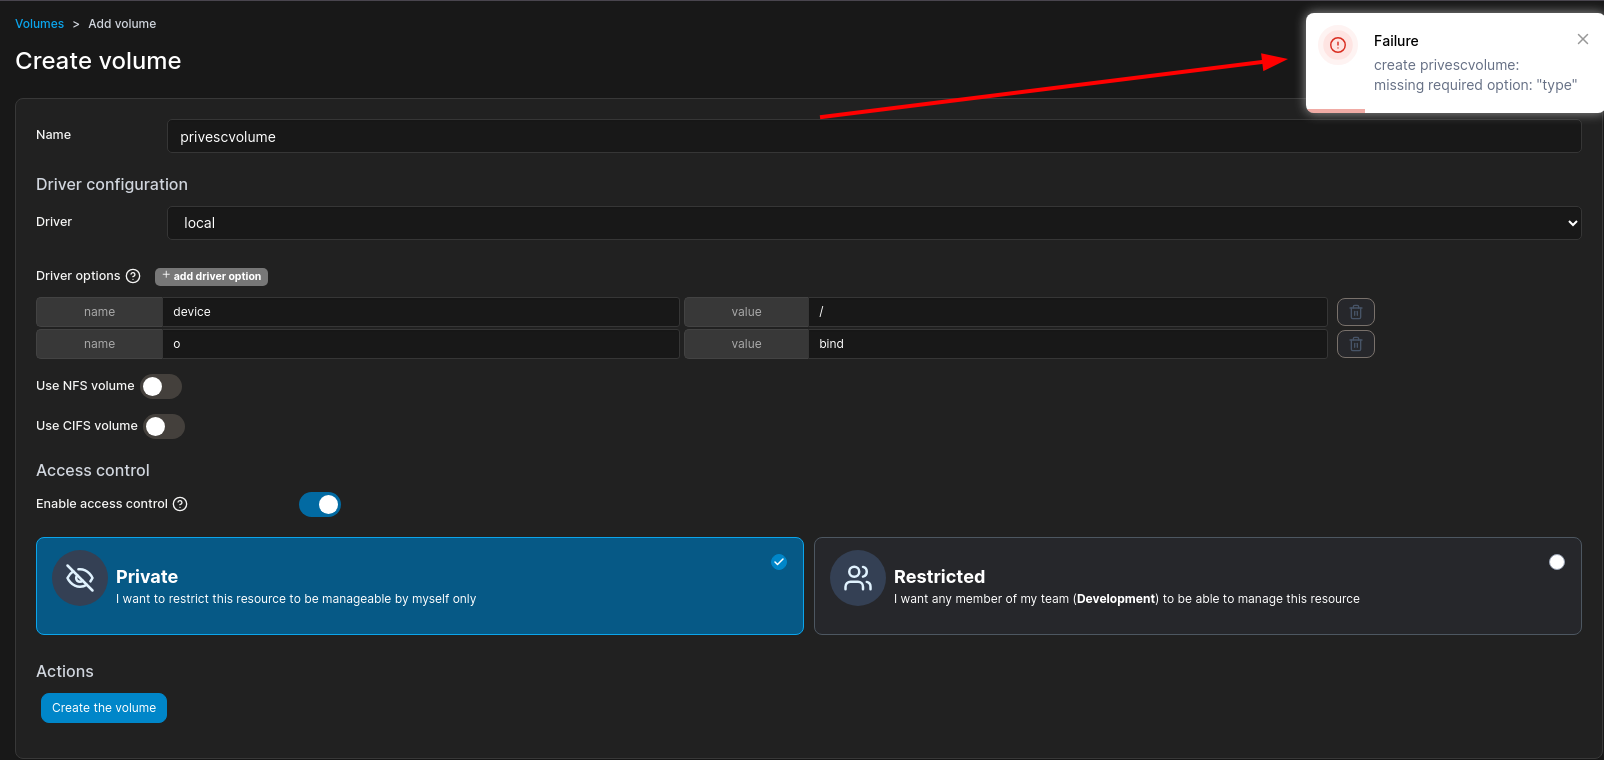 Volumes > Add volume
Create volume
Failure
create privescvolume:
missing required option: "type"
Name privescvolume
Driver configuration
Driver local
Driver options + add driver option
name device value /
name o value bind
Use NFS volume
Use CIFS volume
Access control
Enable access control
Private
I want to restrict this resource to be manageable by myself only
Restricted
I want any member of my team (Development) to be able to manage this resource
Actions
Create the volume